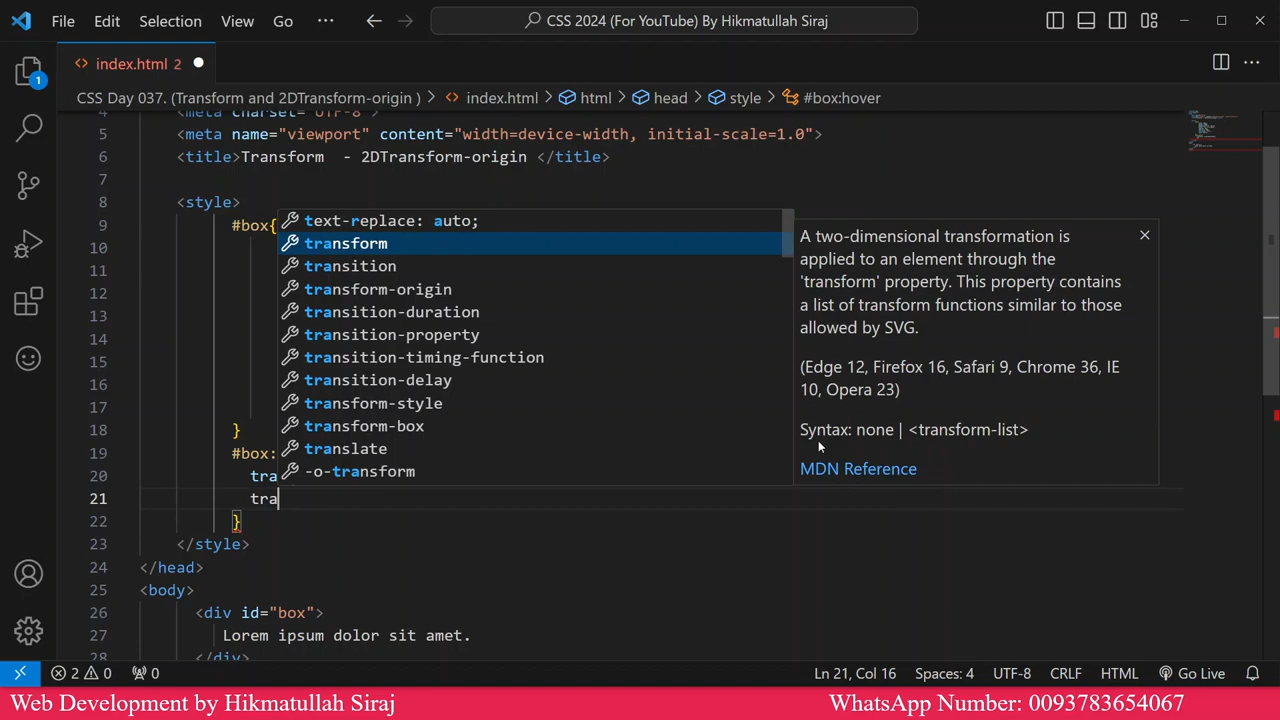 File Edit Selection View Go ··· CSS 2024 (For YouTube) By Hikmatullah Siraj
index.html 2
CSS Day 037. (Transform and 2DTransform-origin ) > index.html > html > head > style > #box:hover
4 <meta charset="UTF-8"
5 <meta name="viewport" content="width=device-width, initial-scale=1.0">
6 <title>Transform  - 2DTransform-origin </title>
7
8 <style>
9 #box{
10
11
12
13
14
15
16
17
18 }
19 #box:
20 tra
21 tra
22 }
23 </style>
24 </head>
25 <body>
26 <div id="box">
27 Lorem ipsum dolor sit amet.
28 </div>
text-replace: auto;
transform
transition
transform-origin
transition-duration
transition-property
transition-timing-function
transition-delay
transform-style
transform-box
translate
-o-transform
A two-dimensional transformation is
applied to an element through the
'transform' property. This property contains
a list of transform functions similar to those
allowed by SVG.
(Edge 12, Firefox 16, Safari 9, Chrome 36, IE
10, Opera 23)
Syntax: none | <transform-list>
MDN Reference
1
2 0 0 Ln 21, Col 16 Spaces: 4 UTF-8 CRLF HTML Go Live
Web Development by Hikmatullah Siraj WhatsApp Number: 0093783654067